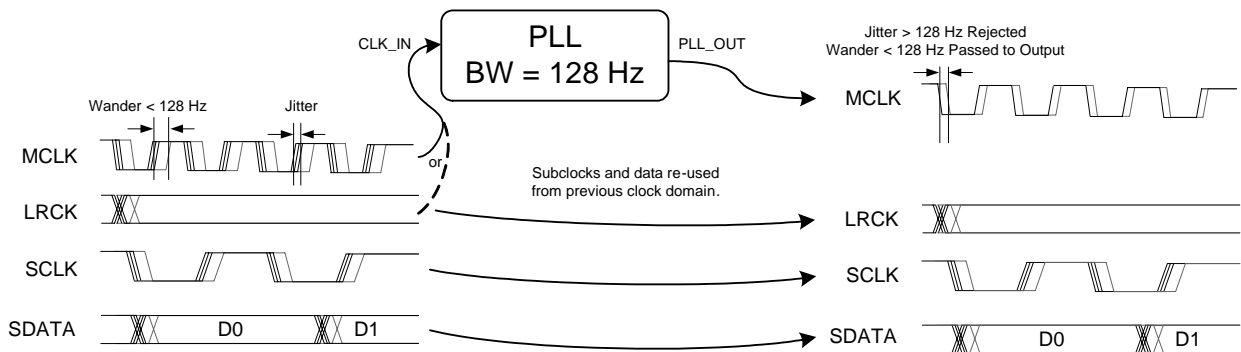 CLK_IN
PLL
BW = 128 Hz
PLL_OUT
Jitter > 128 Hz Rejected
Wander < 128 Hz Passed to Output
Wander < 128 Hz
Jitter
MCLK
or
MCLK
Subclocks and data re-used
from previous clock domain.
LRCK
LRCK
SCLK
SCLK
SDATA
D0
D1
SDATA
D0
D1